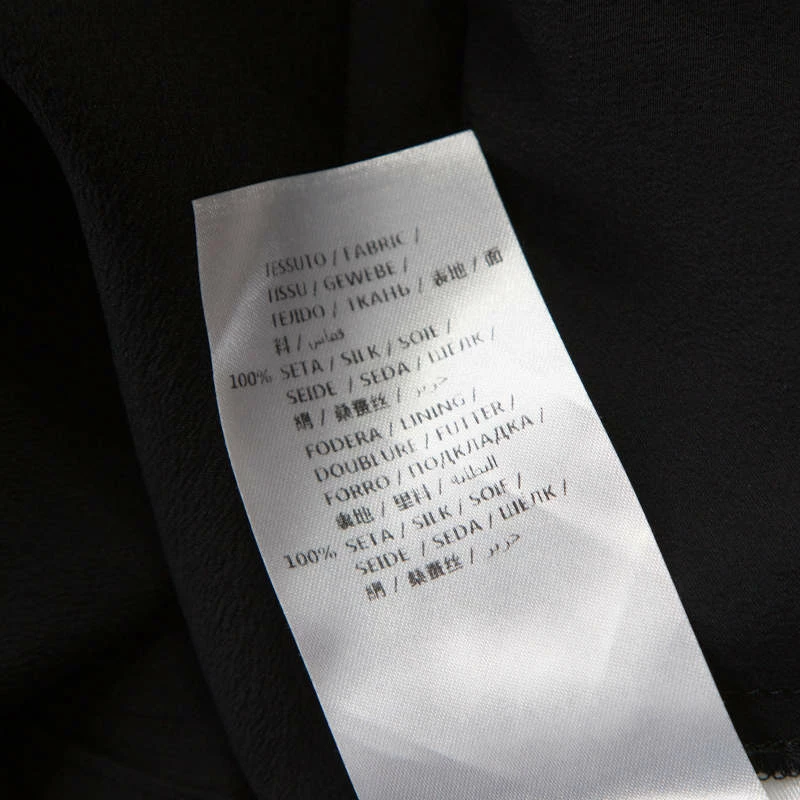 TESSUTO / FABRIC /
TISSU / GEWEBE /
TEJIDO / ТКАНЬ / 表地 / 面
料 / قماش
100% SETA / SILK / SOIE /
SEIDE / SEDA / ШЕЛК /
絹 / 桑蚕丝 / حرير
FODERA / LINING /
DOUBLURE / FUTTER /
FORRO / ПОДКЛАДКА /
裏地 / 里料 / البطانة
100% SETA / SILK / SOIE /
SEIDE / SEDA / ШЕЛК /
絹 / 桑蚕丝 / حرير